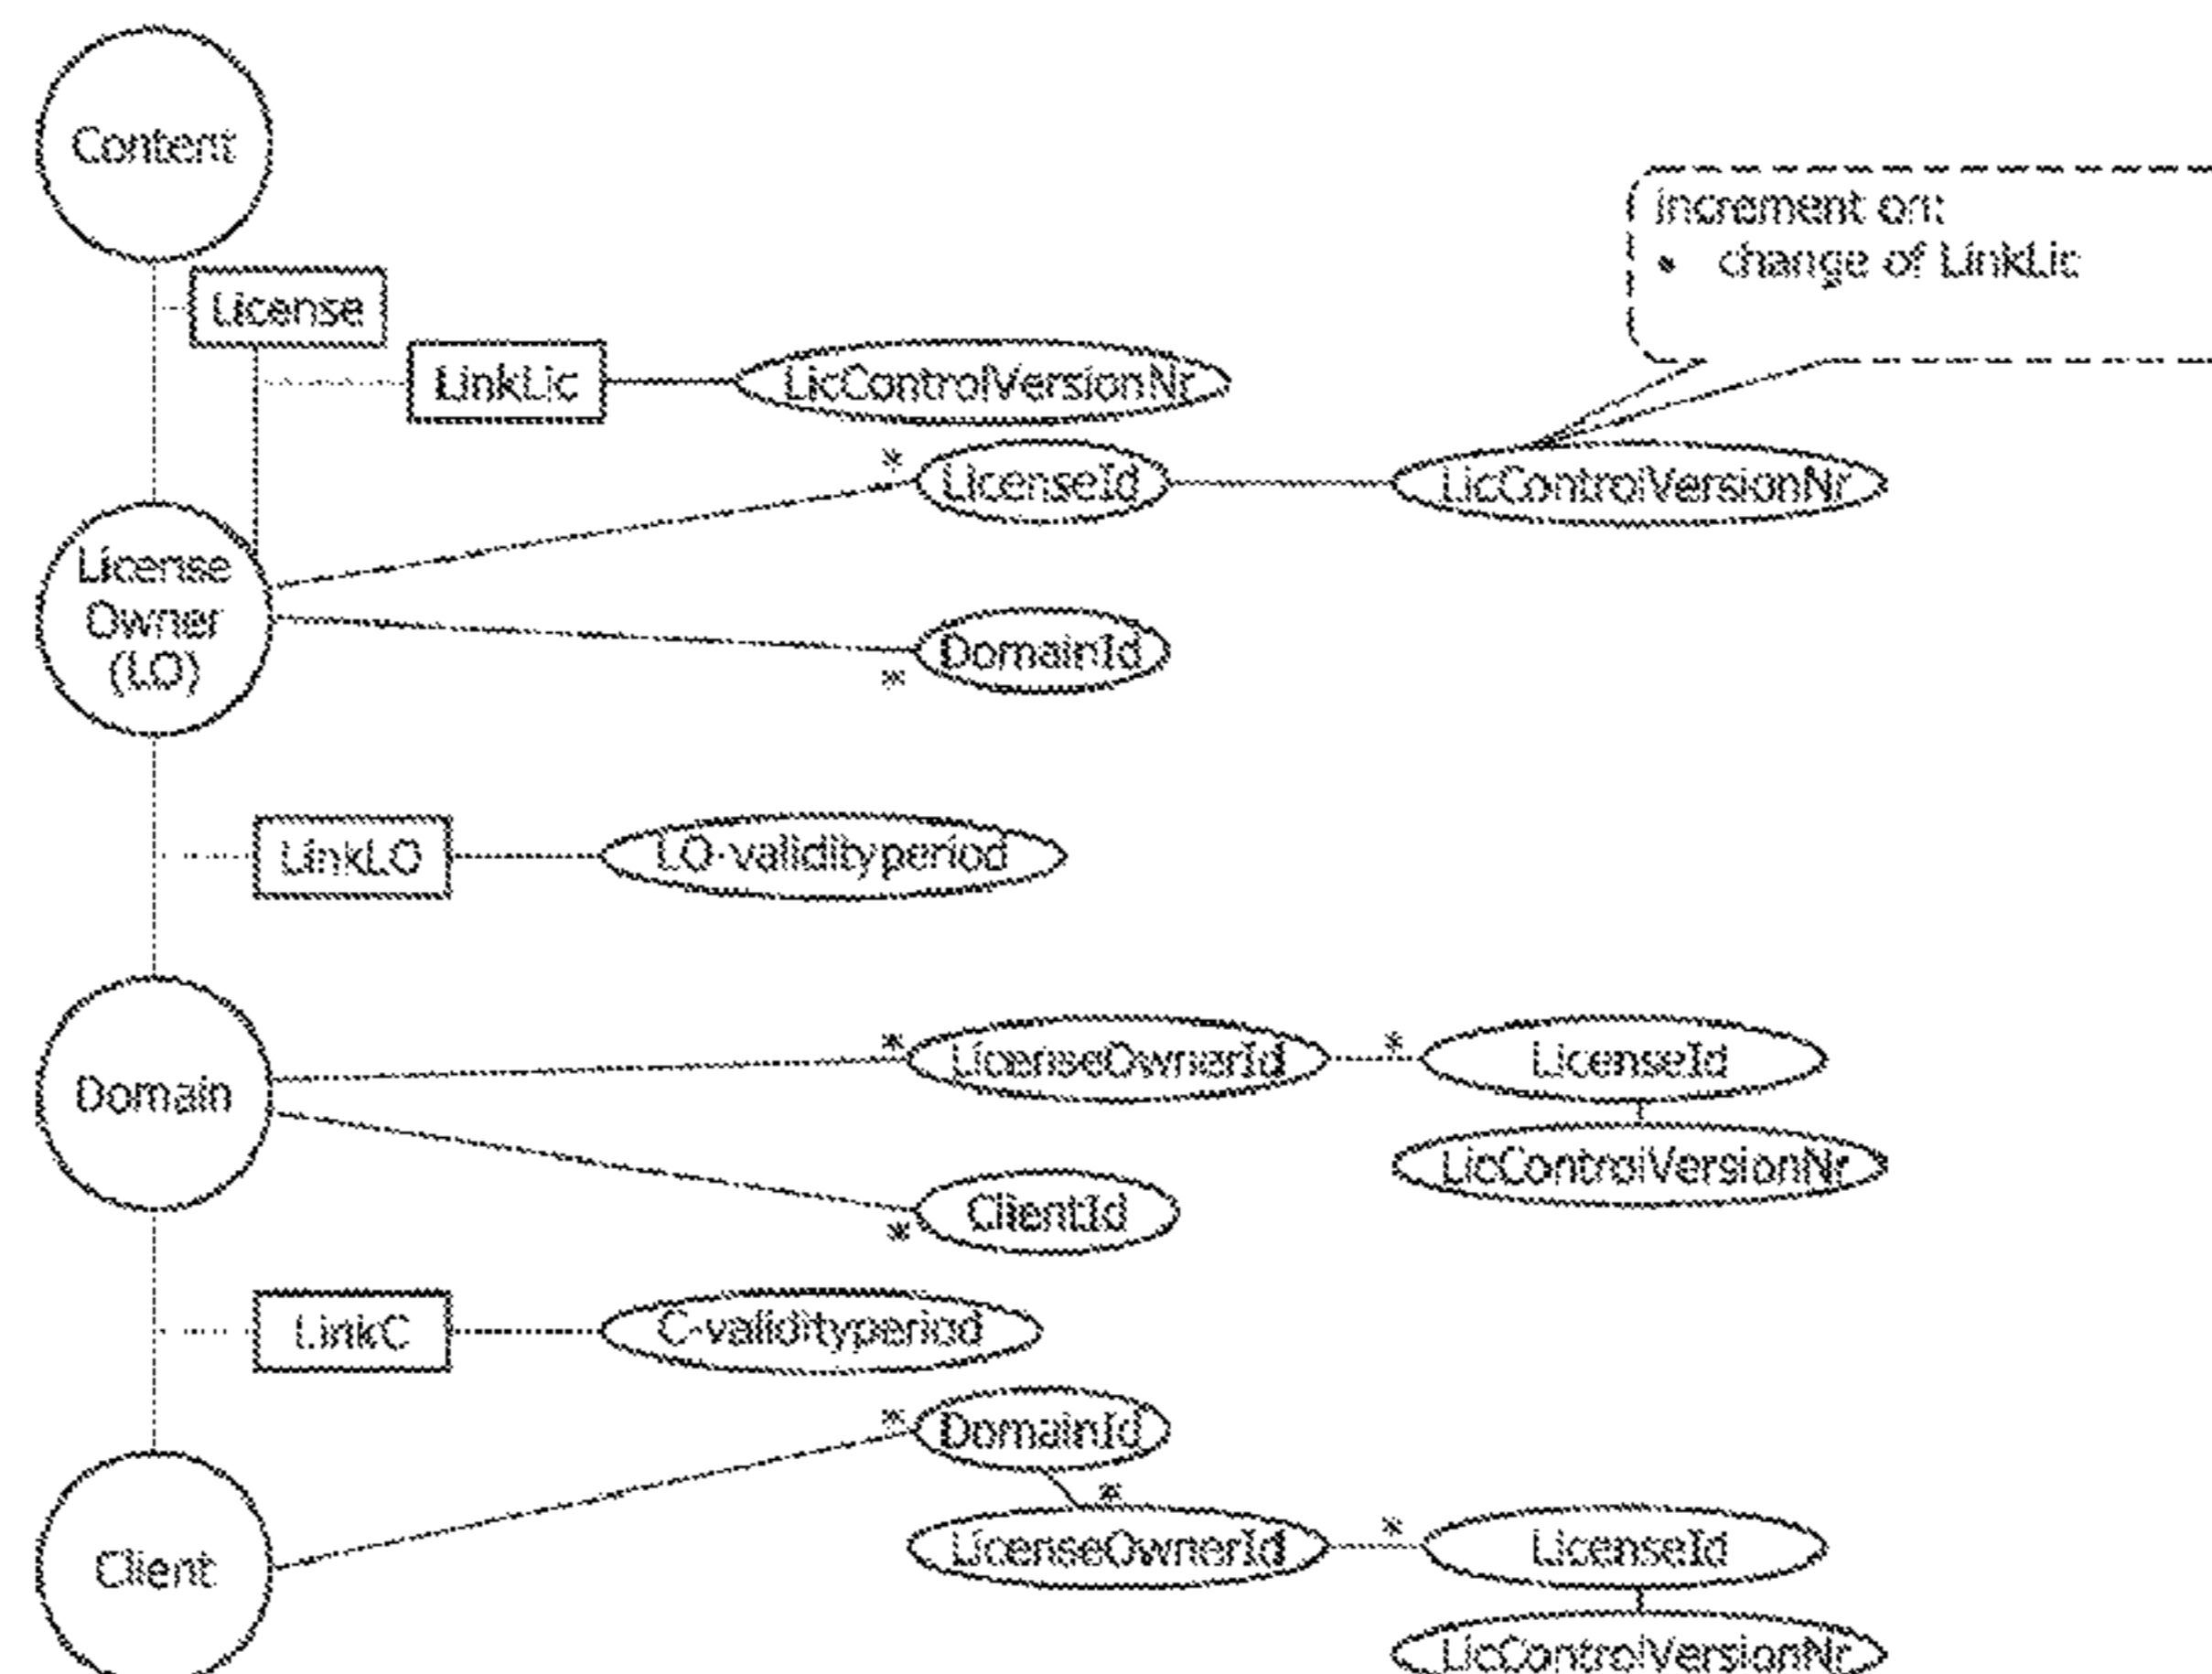 Content
increment on:
* change of LinkLic
License
LinkLic
LicControlVersionNr
*
LicenseId
LicControlVersionNr
License
Owner
(LO)
DomainId
*
LinkLO
LO-validityperiod
*
LicenseOwnerId
*
LicenseId
Domain
LicControlVersionNr
ClientId
*
LinkC
C-validityperiod
*
DomainId
*
LicenseOwnerId
*
LicenseId
Client
LicControlVersionNr